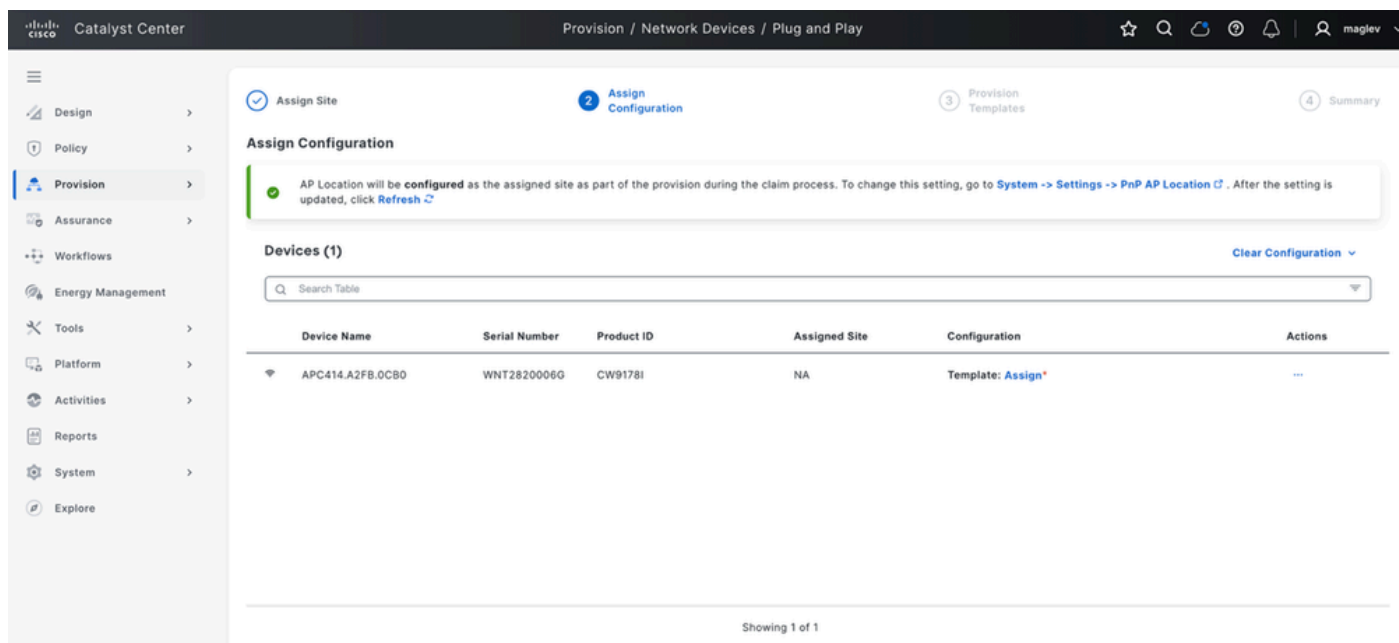 cisco Catalyst Center
Provision / Network Devices / Plug and Play
maglev
Design
Policy
Provision
Assurance
Workflows
Energy Management
Tools
Platform
Activities
Reports
System
Explore
Assign Site
2 Assign
Configuration
3 Provision
Templates
4 Summary
Assign Configuration
AP Location will be configured as the assigned site as part of the provision during the claim process. To change this setting, go to System -> Settings -> PnP AP Location . After the setting is
updated, click Refresh
Devices (1)
Clear Configuration
Search Table
Device Name Serial Number Product ID Assigned Site Configuration Actions
APC414.A2FB.0CB0 WNT2820006G CW9178I NA Template: Assign* ...
Showing 1 of 1